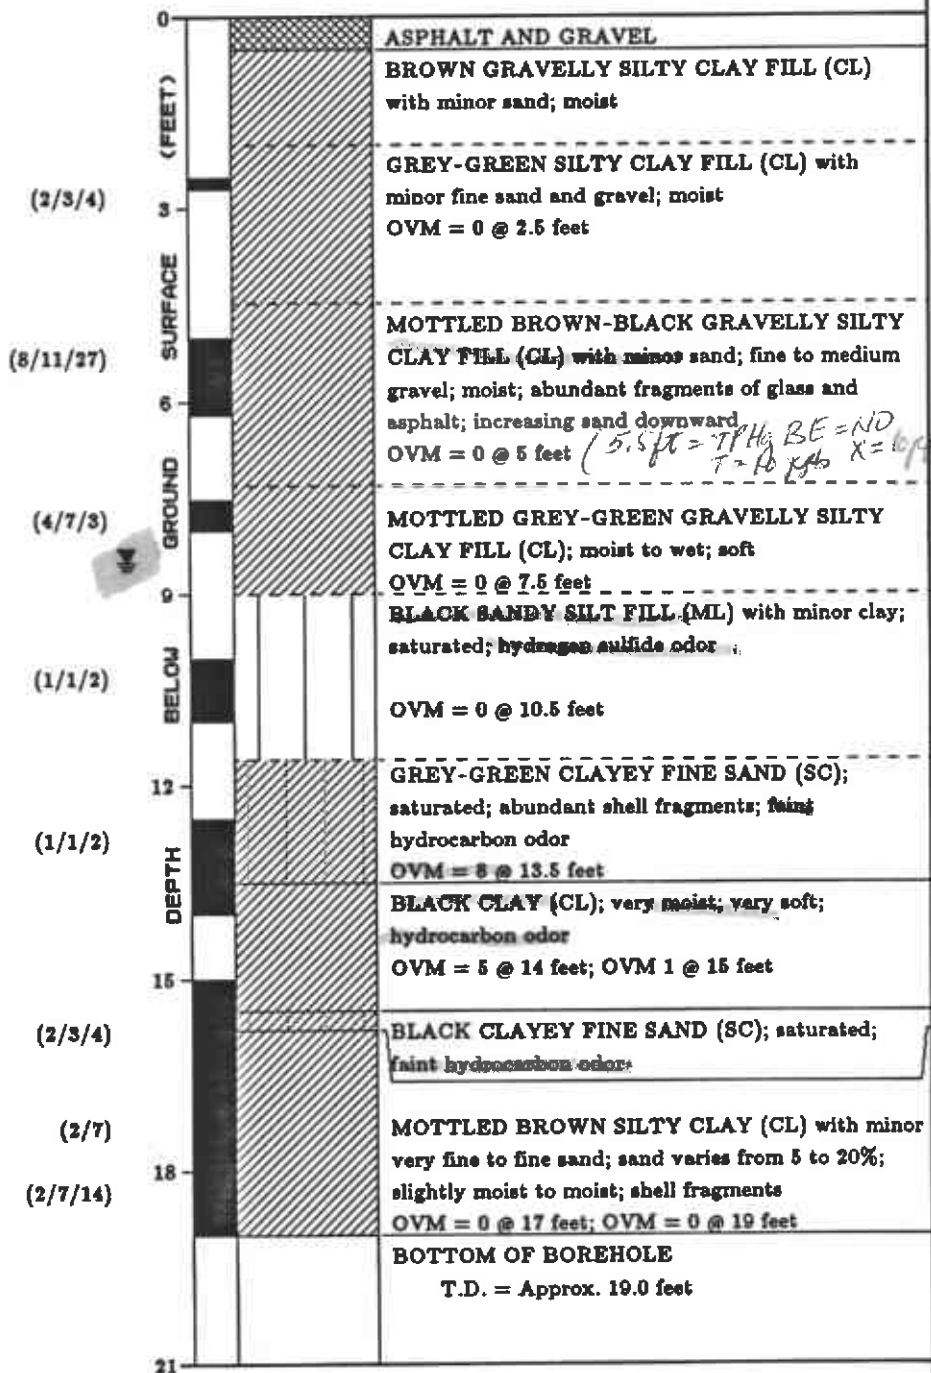 0
ASPHALT AND GRAVEL
BROWN GRAVELLY SILTY CLAY FILL (CL)
with minor sand; moist
GREY-GREEN SILTY CLAY FILL (CL) with
minor fine sand and gravel; moist
OVM = 0 @ 2.5 feet
(2/3/4)
3
MOTTLED BROWN-BLACK GRAVELLY SILTY
CLAY FILL (CL) with minor sand; fine to medium
gravel; moist; abundant fragments of glass and
asphalt; increasing sand downward
OVM = 0 @ 5 feet (5.5 ft = TPHg BE = ND
X =
(8/11/27)
6
MOTTLED GREY-GREEN GRAVELLY SILTY
CLAY FILL (CL); moist to wet; soft
OVM = 0 @ 7.5 feet
(4/7/3)
9
BLACK SANDY SILT FILL (ML) with minor clay;
saturated; hydrogen sulfide odor
OVM = 0 @ 10.5 feet
(1/1/2)
GREY-GREEN CLAYEY FINE SAND (SC);
12
saturated; abundant shell fragments; faint
hydrocarbon odor
OVM = 8 @ 13.5 feet
(1/1/2)
BLACK CLAY (CL); very moist; very soft;
hydrocarbon odor
OVM = 5 @ 14 feet; OVM 1 @ 15 feet
15
BLACK CLAYEY FINE SAND (SC); saturated;
faint hydrocarbon odor
(2/3/4)
MOTTLED BROWN SILTY CLAY (CL) with minor
very fine to fine sand; sand varies from 5 to 20%;
slightly moist to moist; shell fragments
OVM = 0 @ 17 feet; OVM = 0 @ 19 feet
(2/7)
18
(2/7/14)
BOTTOM OF BOREHOLE
T.D. = Approx. 19.0 feet
21
DEPTH BELOW GROUND SURFACE (FEET)